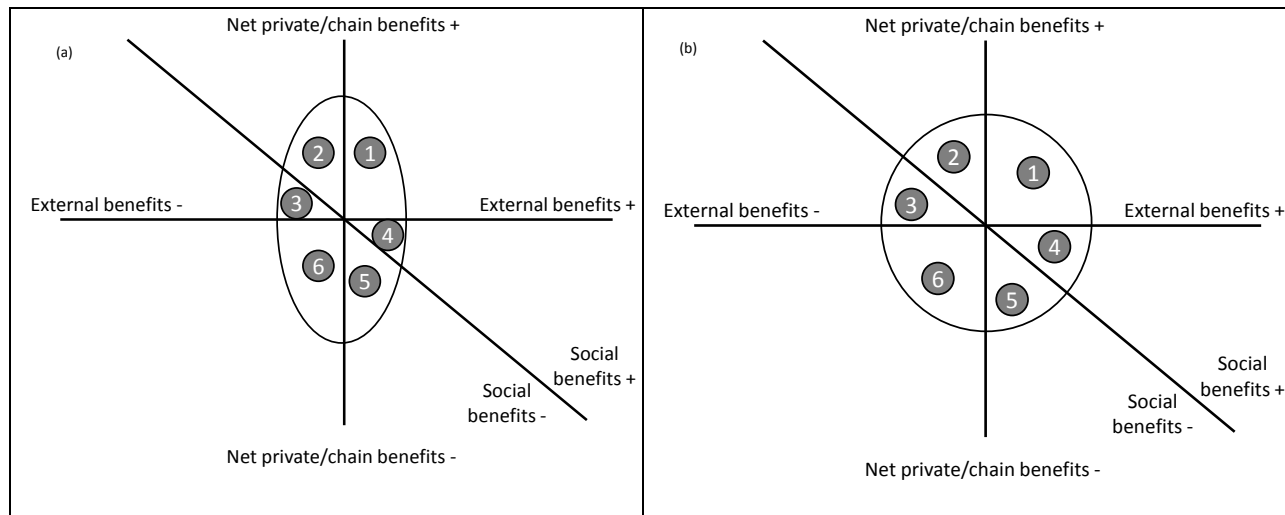 (a)
Net private/chain benefits +
2
1
3
External benefits -
External benefits +
4
6
5
Social
benefits +
Social
benefits -
Net private/chain benefits -
(b)
Net private/chain benefits +
2
1
3
External benefits -
External benefits +
4
6
5
Social
benefits +
Social
benefits -
Net private/chain benefits -